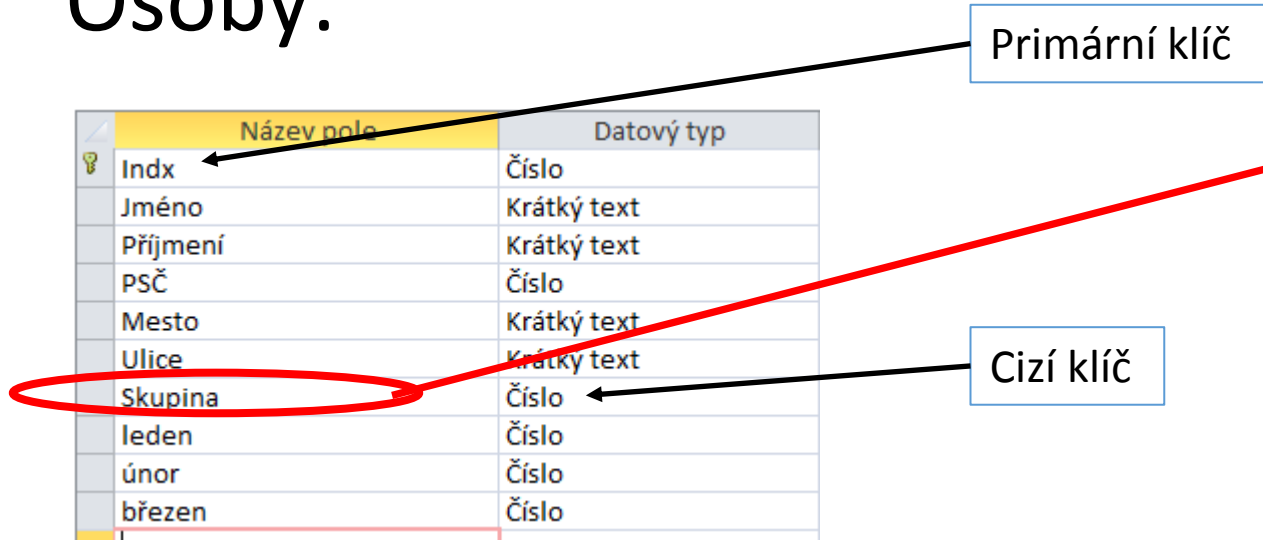 Osoby:
Primární klíč
Název pole Datový typ
Indx Číslo
Jméno Krátký text
Příjmení Krátký text
PSČ Číslo
Mesto Krátký text
Ulice Krátký text
Cizí klíč
Skupina Číslo
leden Číslo
únor Číslo
březen Číslo